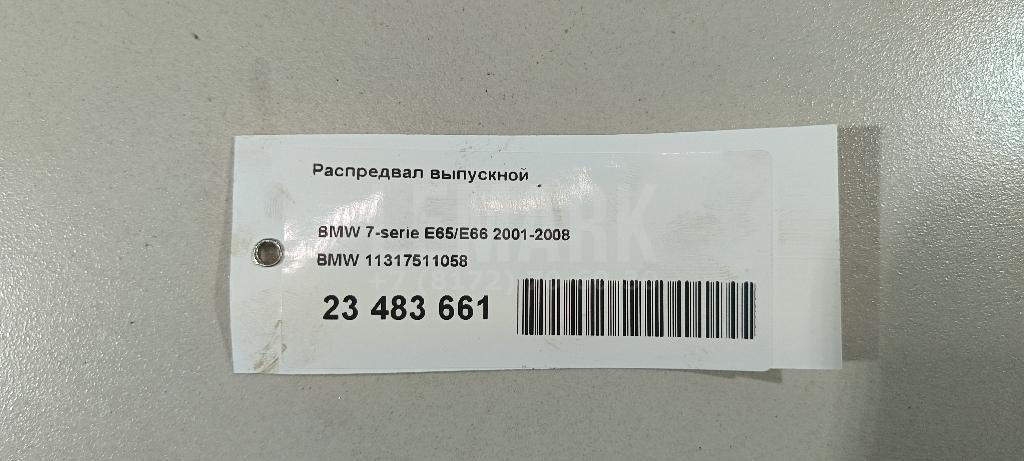 Распредвал выпускной
BMW 7-serie E65/E66 2001-2008
BMW 11317511058
23 483 661